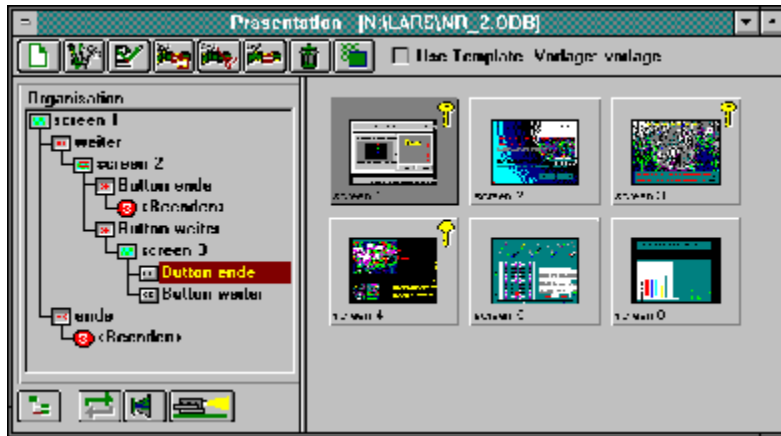 Präsentation [N:\LARS\NR_2.ODB]
Use Template Vorlage: vorlage
Organisation
screen 1
weiter
screen 2
Button ende
<Beenden>
Button weiter
screen 3
Button ende
Button weiter
ende
<Beenden>
screen 1
screen 2
screen 3
screen 4
screen 5
screen 6